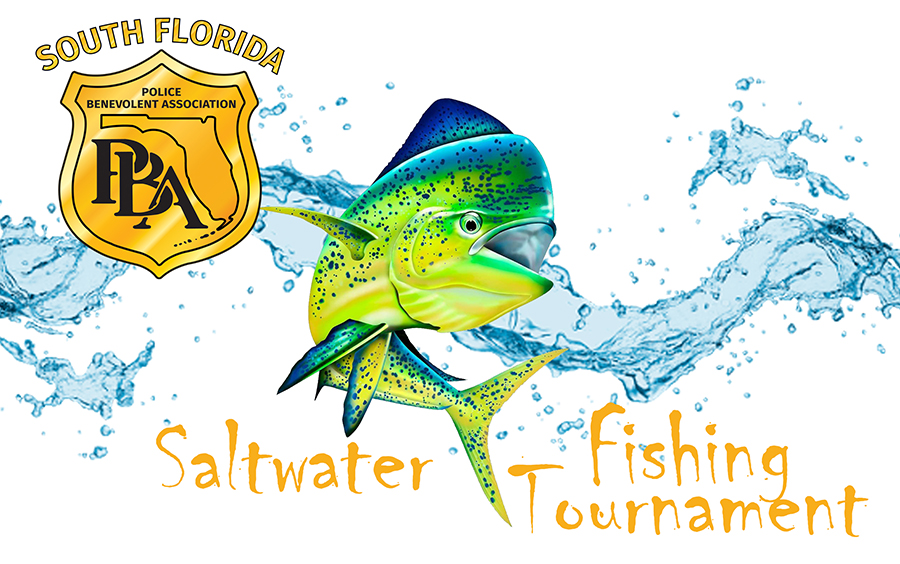 SOUTH FLORIDA
POLICE
BENEVOLENT ASSOCIATION
PBA
Saltwater
Fishing
Tournament